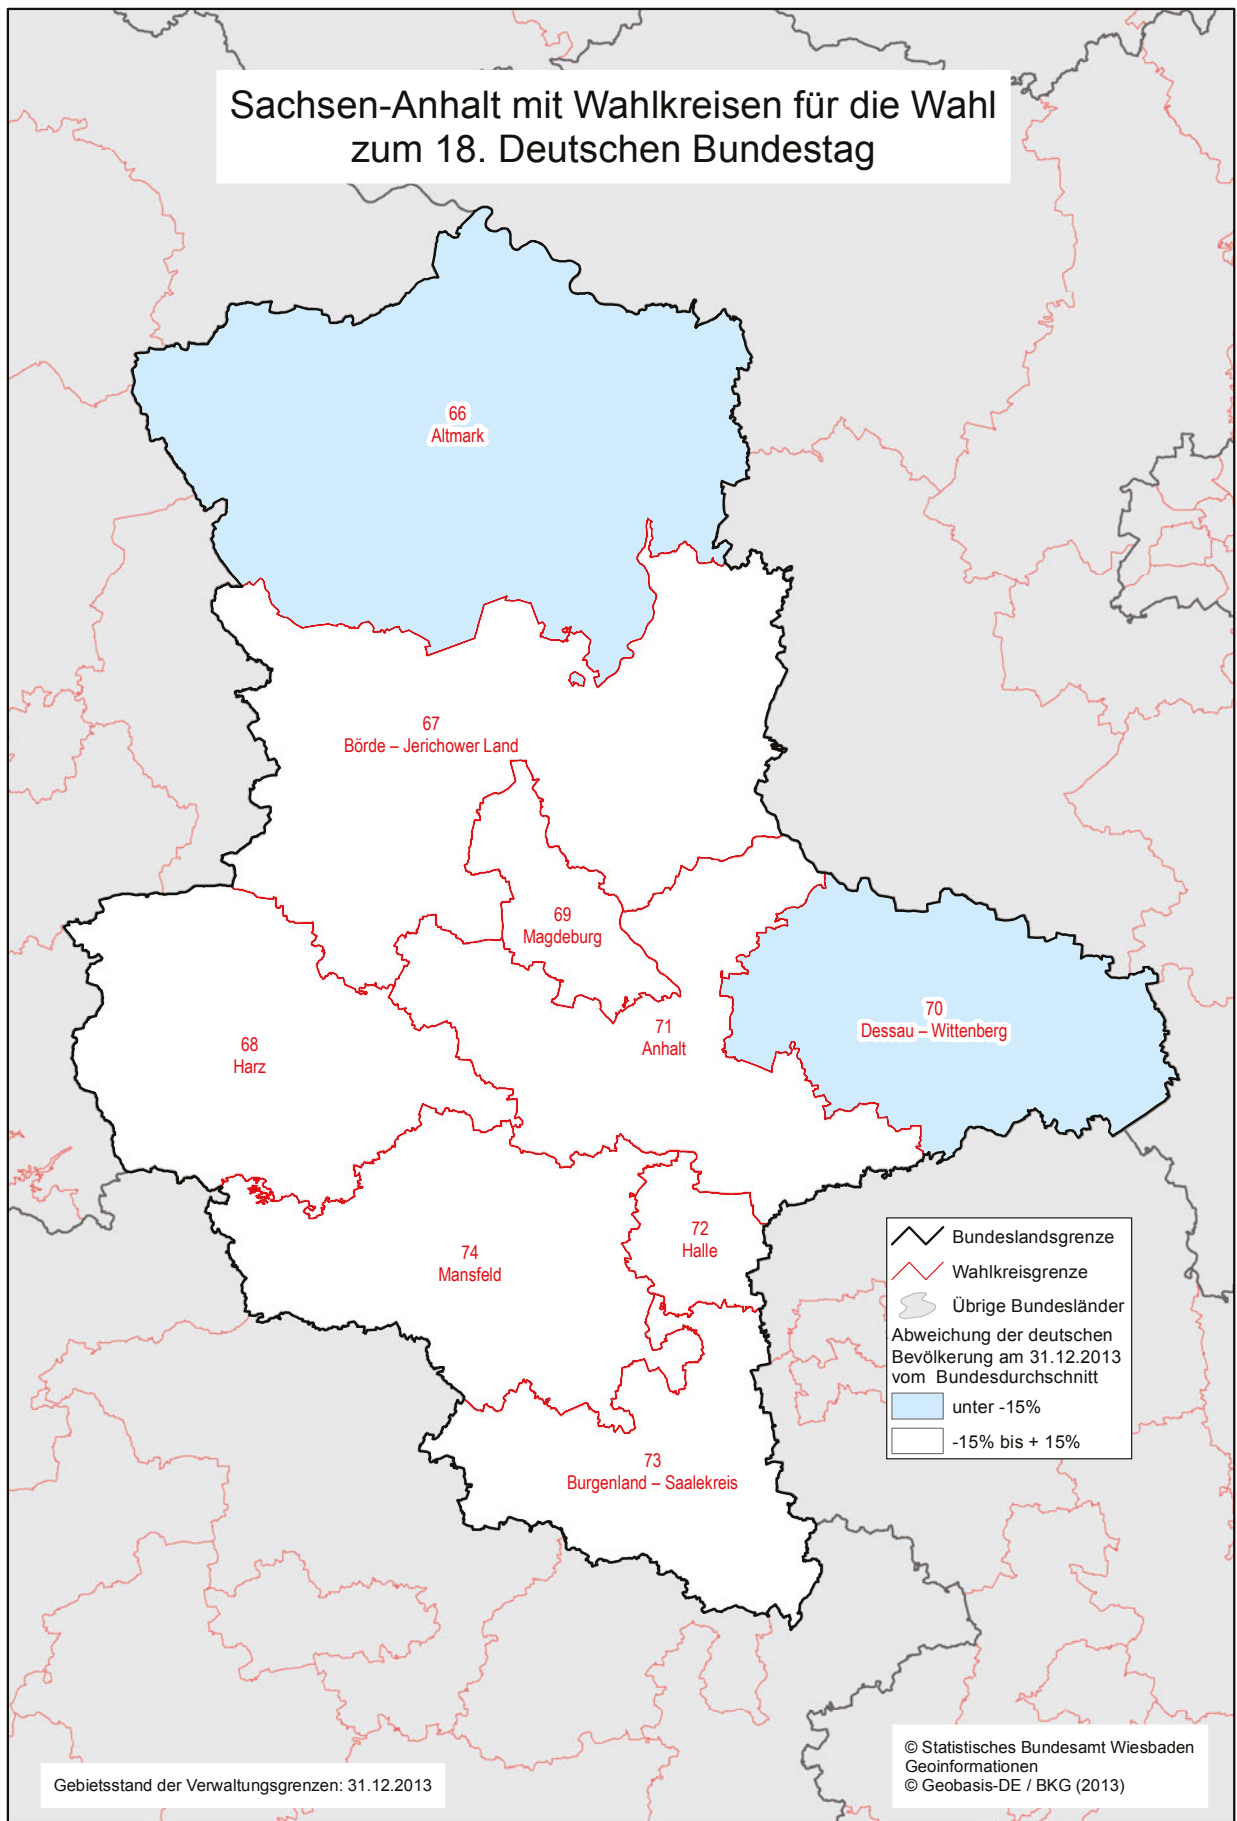 Sachsen-Anhalt mit Wahlkreisen für die Wahl
zum 18. Deutschen Bundestag
66
Altmark
67
Börde – Jerichower Land
69
Magdeburg
70
Dessau – Wittenberg
71
Anhalt
68
Harz
72
Halle
74
Mansfeld
73
Burgenland – Saalekreis
Bundeslandsgrenze
Wahlkreisgrenze
Übrige Bundesländer
Abweichung der deutschen
Bevölkerung am 31.12.2013
vom Bundesdurchschnitt
unter -15%
-15% bis + 15%
Gebietsstand der Verwaltungsgrenzen: 31.12.2013
© Statistisches Bundesamt Wiesbaden
Geoinformationen
© Geobasis-DE / BKG (2013)